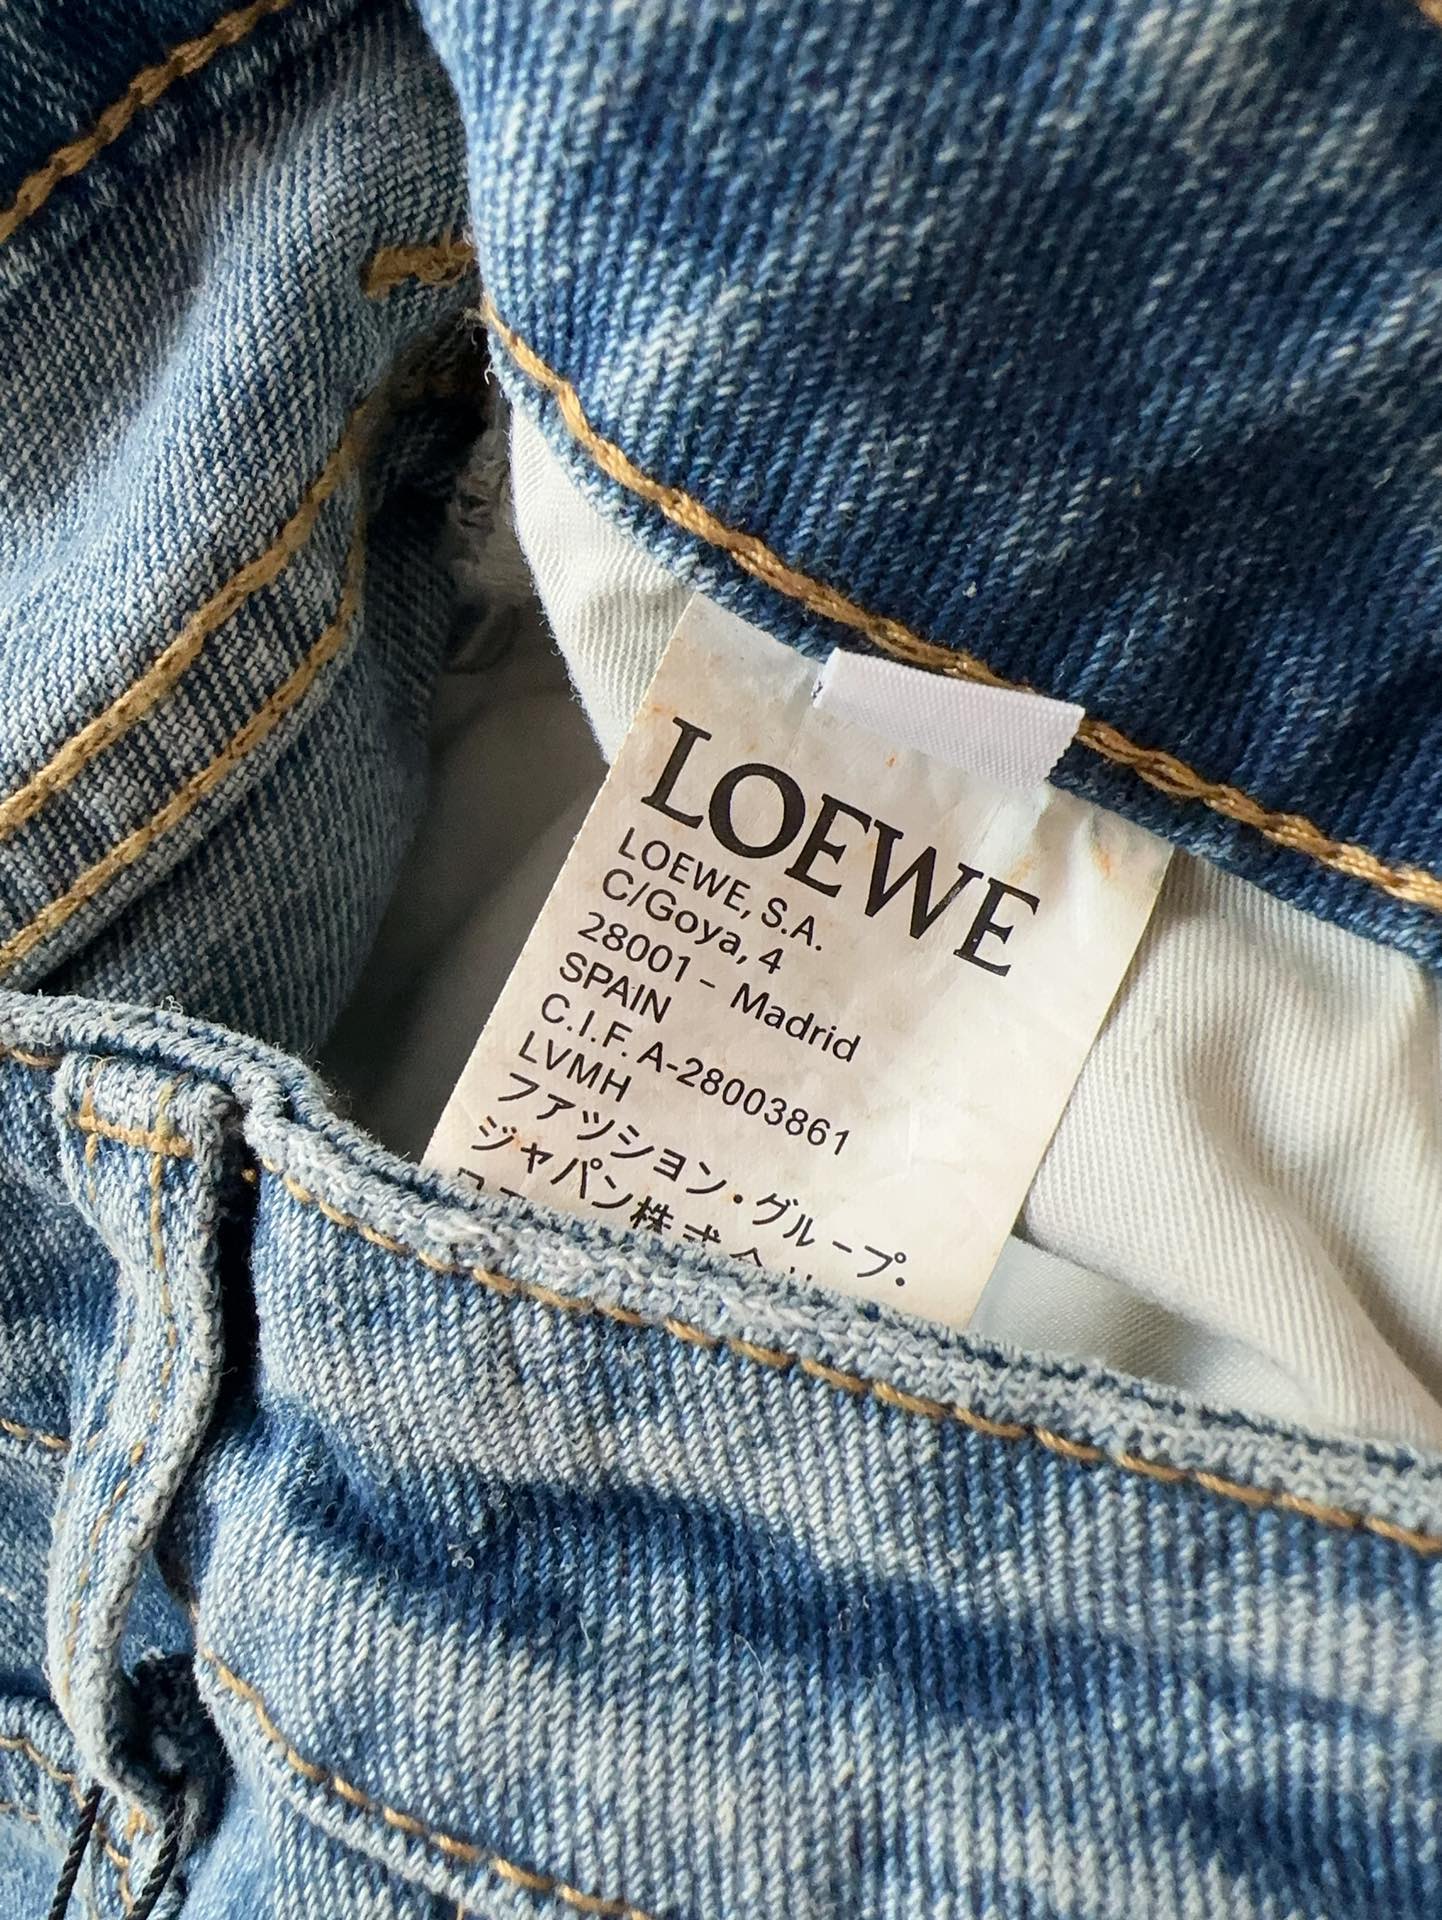 LOEWE
LOEWE, S.A.
C/Goya, 4
28001 - Madrid
SPAIN
C.I.F. A-28003861
LVMH
ファッション・グループ・
ジャパン株式会社